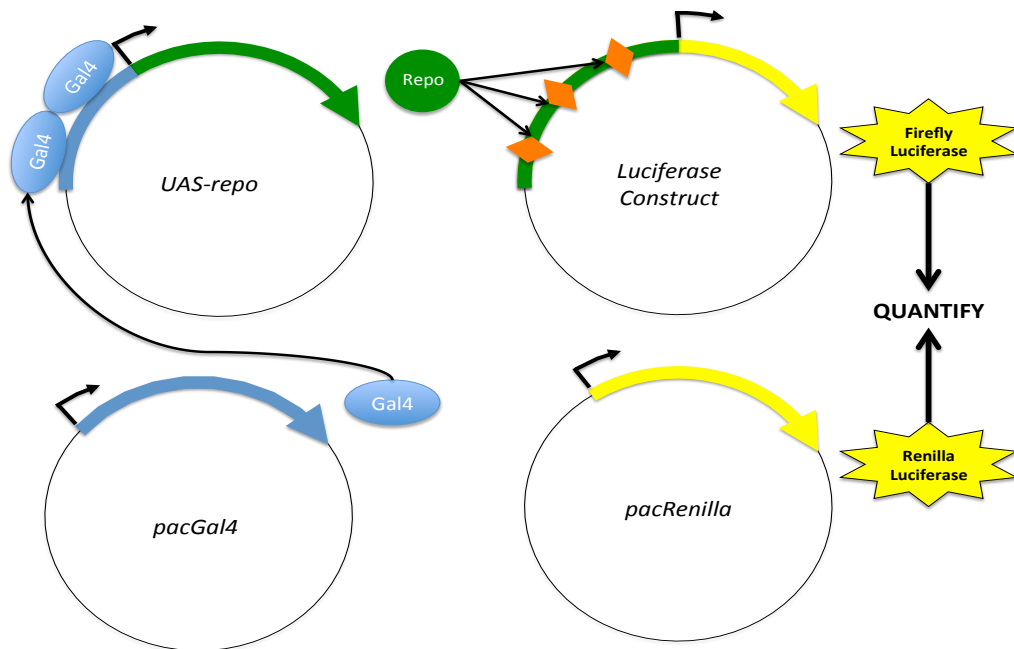 Gal4
Gal4
UAS-repo
Repo
Luciferase
Construct
Firefly
Luciferase
QUANTIFY
pacGal4
Gal4
pacRenilla
Renilla
Luciferase